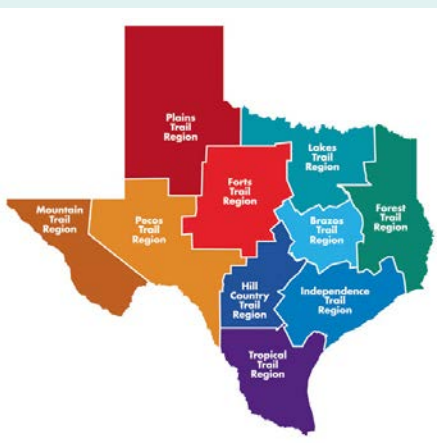 Plains
Trail
Region
Lakes
Trail
Region
Forts
Trail
Region
Mountain
Trail
Region
Pecos
Trail
Region
Brazos
Trail
Region
Forest
Trail
Region
Hill
Country
Trail
Region
Independence
Trail
Region
Tropical
Trail
Region